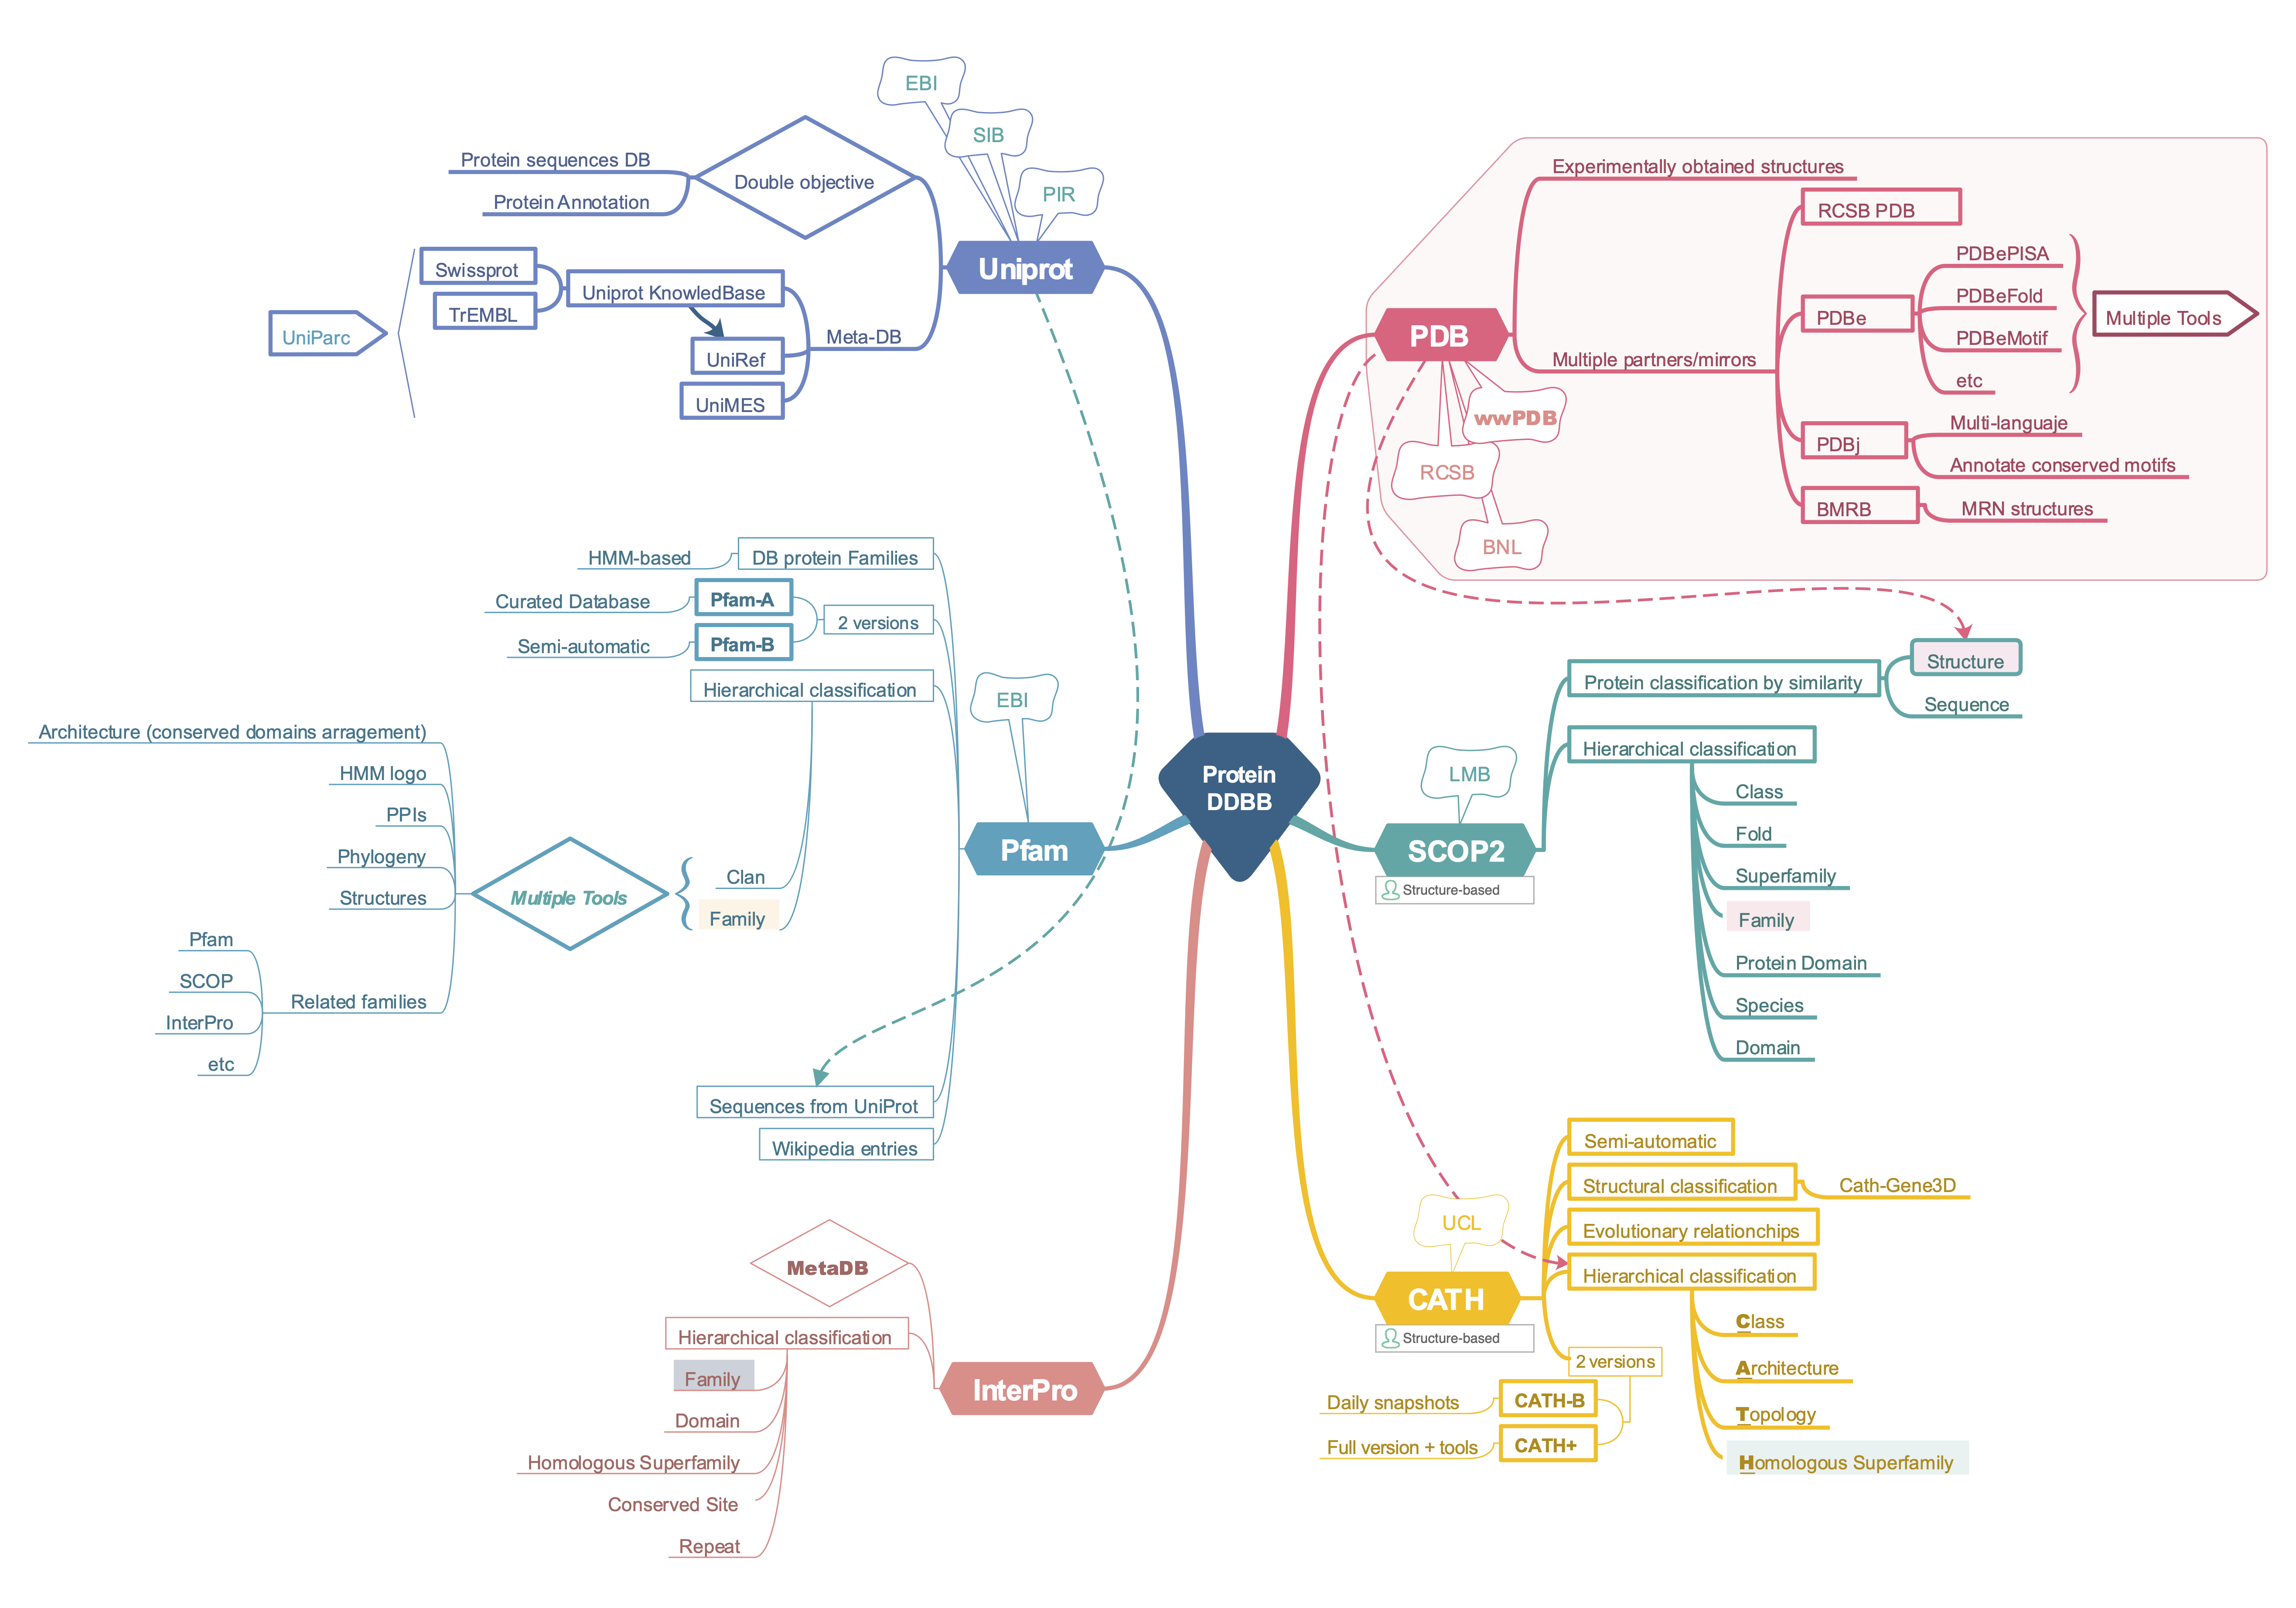 Protein
DDBB
Uniprot
EBI
SIB
PIR
Double objective
Protein sequences DB
Protein Annotation
Meta-DB
Uniprot KnowledBase
Swissprot
TrEMBL
UniRef
UniMES
UniParc
PDB
wwPDB
RCSB
BNL
Experimentally obtained structures
Multiple partners/mirrors
RCSB PDB
PDBe
PDBePISA
PDBeFold
PDBeMotif
etc
Multiple Tools
PDBj
Multi-languaje
Annotate conserved motifs
BMRB
MRN structures
Pfam
EBI
DB protein Families
HMM-based
2 versions
Pfam-A
Curated Database
Pfam-B
Semi-automatic
Hierarchical classification
Clan
Family
Multiple Tools
Architecture (conserved domains arragement)
HMM logo
PPIs
Phylogeny
Structures
Related families
Pfam
SCOP
InterPro
etc
Sequences from UniProt
Wikipedia entries
SCOP2
Structure-based
LMB
Protein classification by similarity
Structure
Sequence
Hierarchical classification
Class
Fold
Superfamily
Family
Protein Domain
Species
Domain
CATH
Structure-based
UCL
Semi-automatic
Structural classification
Cath-Gene3D
Evolutionary relationchips
Hierarchical classification
Class
Architecture
Topology
Homologous Superfamily
2 versions
CATH-B
Daily snapshots
CATH+
Full version + tools
InterPro
MetaDB
Hierarchical classification
Family
Domain
Homologous Superfamily
Conserved Site
Repeat